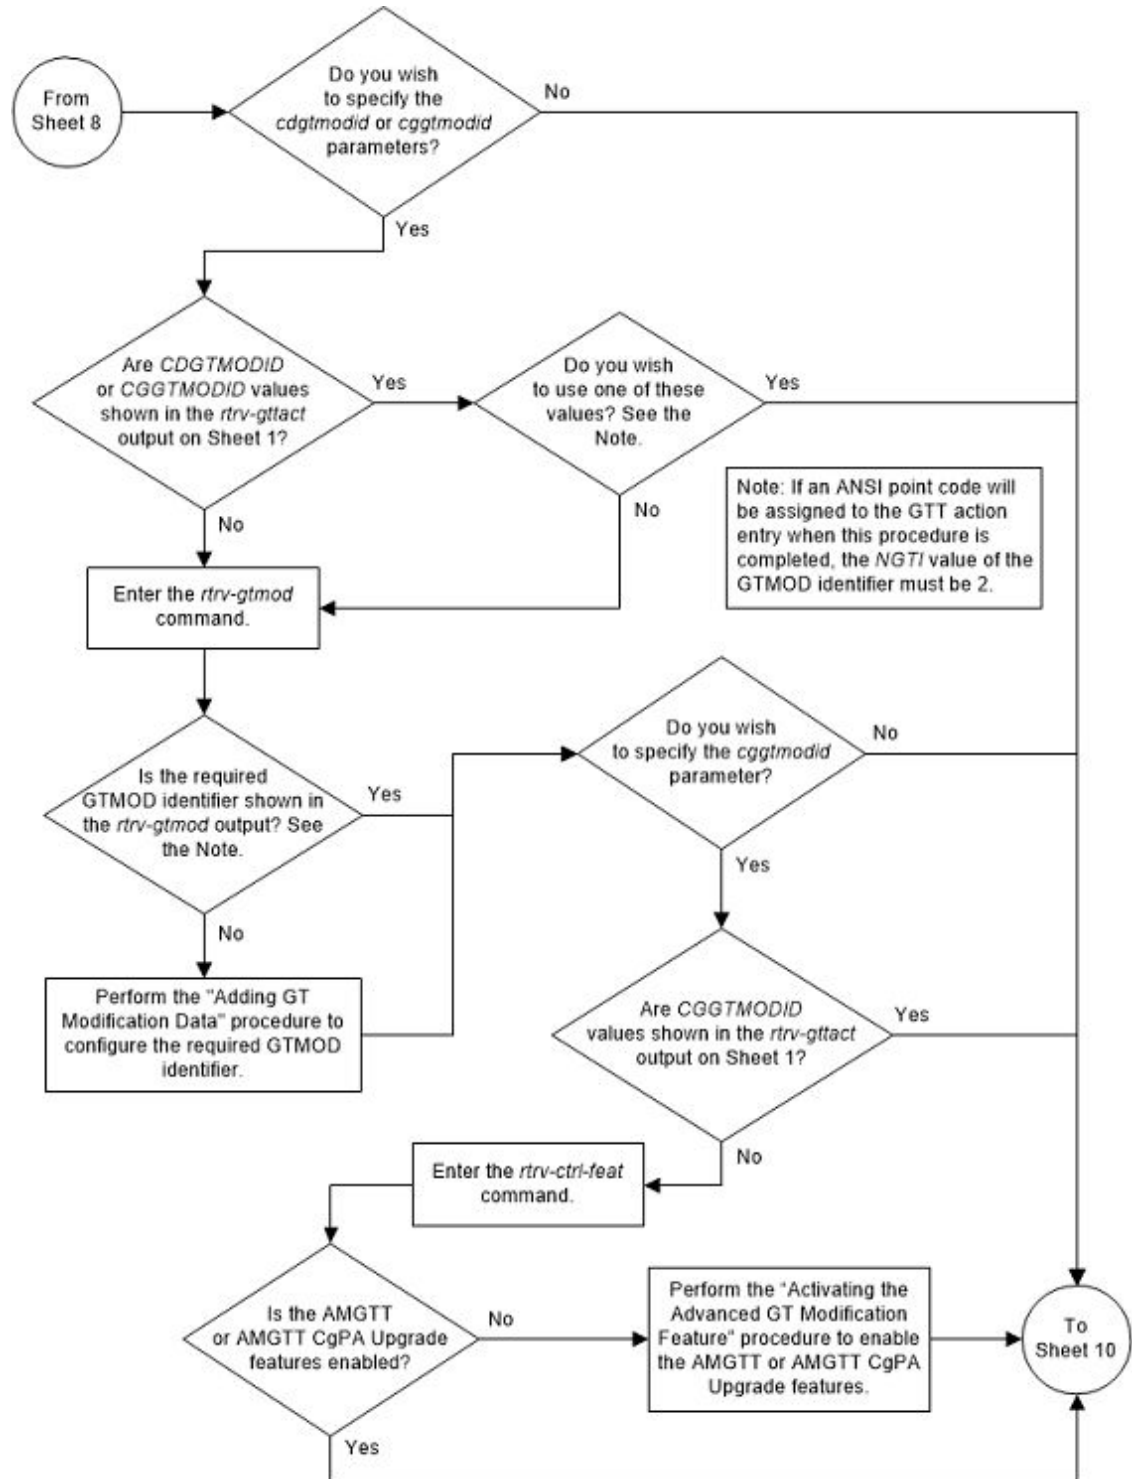 From
Sheet 8
Do you wish
to specify the
cdgtmodid or cggtmodid
parameters?
No
Yes
Are CDGTMODID
or CGGTMODID values
shown in the rtrv-gttact
output on Sheet 1?
Yes
Do you wish
to use one of these
values? See the
Note.
Yes
No
No
Note: If an ANSI point code will
be assigned to the GTT action
entry when this procedure is
completed, the NGTI value of the
GTMOD identifier must be 2.
Enter the rtrv-gtmod
command.
Do you wish
to specify the cggtmodid
parameter?
No
Yes
Is the required
GTMOD identifier shown in
the rtrv-gtmod output? See
the Note.
Yes
No
Perform the "Adding GT
Modification Data" procedure to
configure the required GTMOD
identifier.
Are CGGTMODID
values shown in the rtrv-gttact
output on Sheet 1?
Yes
No
Enter the rtrv-ctrl-feat
command.
Is the AMGTT
or AMGTT CgPA Upgrade
features enabled?
No
Yes
Perform the "Activating the
Advanced GT Modification
Feature" procedure to enable
the AMGTT or AMGTT CgPA
Upgrade features.
To
Sheet 10